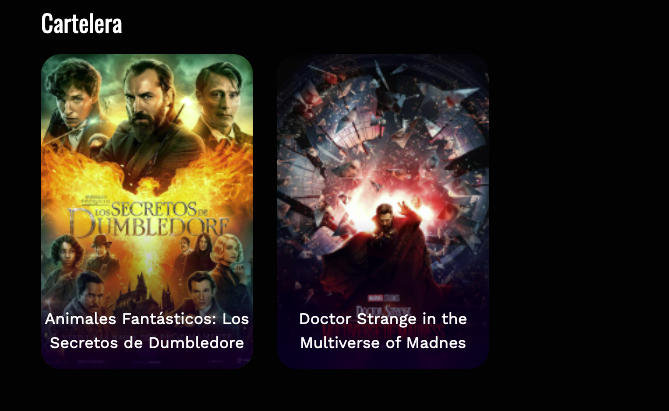 Cartelera
LOS SECRETOS DE
DUMBLEDORE
MARVEL STUDIOS
DOCTOR STRANGE
Animales Fantásticos: Los
Secretos de Dumbledore
Doctor Strange in the
Multiverse of Madnes